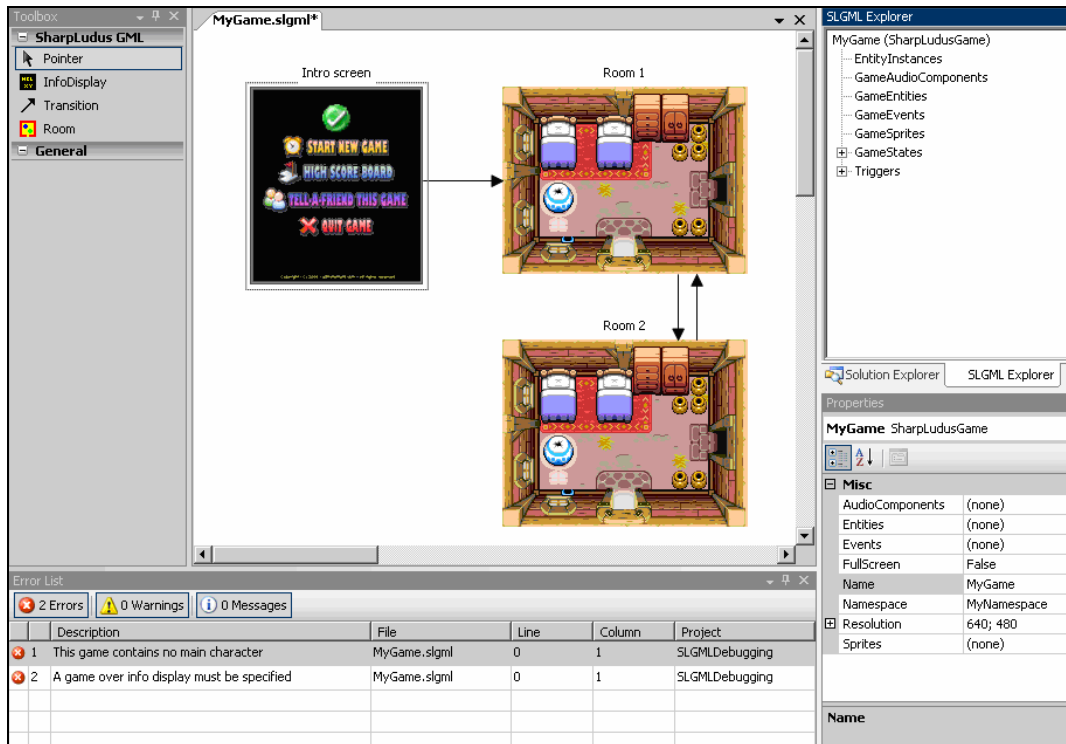 Toolbox
SharpLudus GML
Pointer
InfoDisplay
Transition
Room
General
MyGame.slgml*
Intro screen
START NEW GAME
HIGH SCORE BOARD
TELL-A-FRIEND THIS GAME
QUIT GAME
Room 1
Room 2
SLGML Explorer
MyGame (SharpLudusGame)
EntityInstances
GameAudioComponents
GameEntities
GameEvents
GameSprites
GameStates
Triggers
Solution Explorer
SLGML Explorer
Properties
MyGame SharpLudusGame
Misc
AudioComponents (none)
Entities (none)
Events (none)
FullScreen False
Name MyGame
Namespace MyNamespace
Resolution 640; 480
Sprites (none)
Name
Error List
2 Errors 0 Warnings 0 Messages
Description File Line Column Project
1 This game contains no main character MyGame.slgml 0 1 SLGMLDebugging
2 A game over info display must be specified MyGame.slgml 0 1 SLGMLDebugging